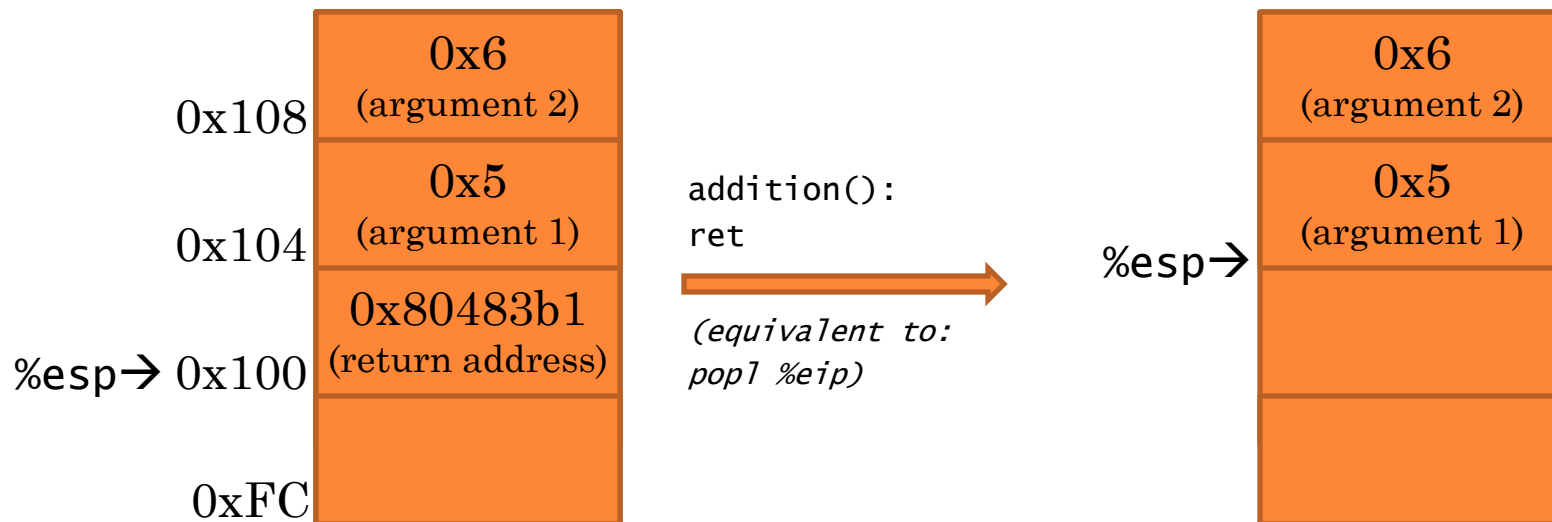 0x6
(argument 2)
0x108
0x5
(argument 1)
0x104
0x80483b1
(return address)
%esp→ 0x100
0xFC
addition():
ret
(equivalent to:
popl %eip)
0x6
(argument 2)
0x5
(argument 1)
%esp→